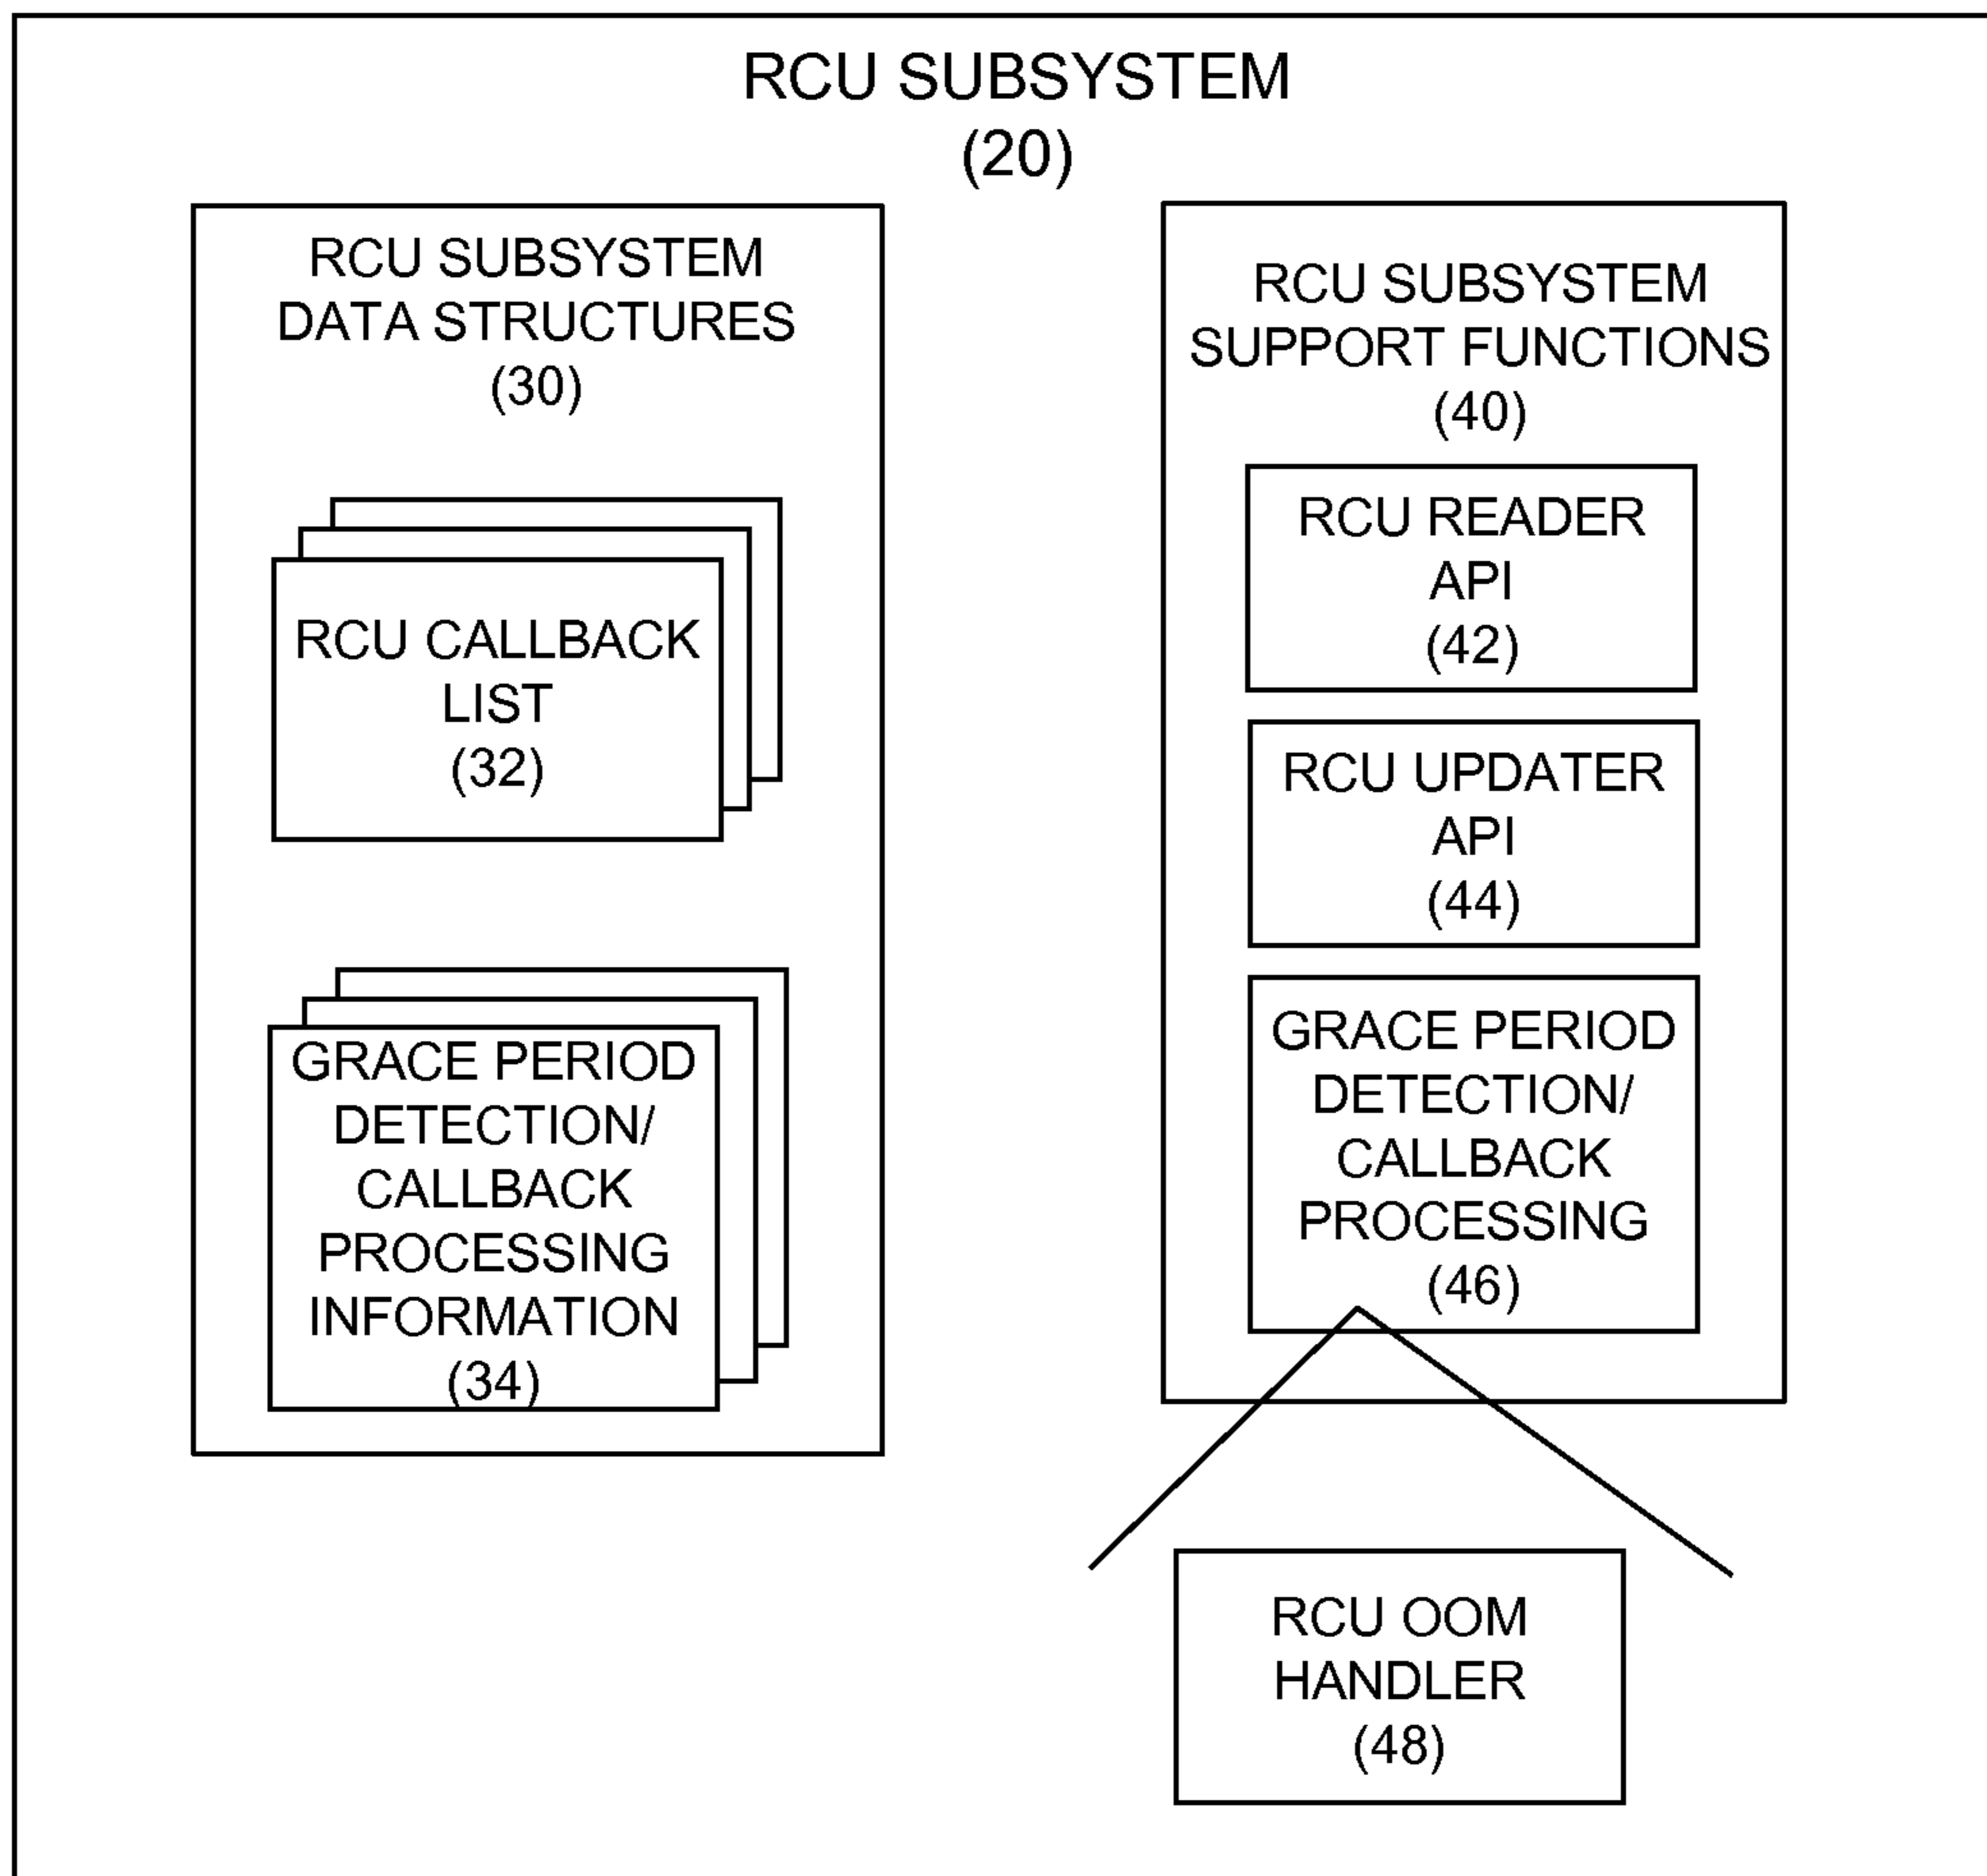 RCU SUBSYSTEM
(20)
RCU SUBSYSTEM
DATA STRUCTURES
(30)
RCU CALLBACK
LIST
(32)
GRACE PERIOD
DETECTION/
CALLBACK
PROCESSING
INFORMATION
(34)
RCU SUBSYSTEM
SUPPORT FUNCTIONS
(40)
RCU READER
API
(42)
RCU UPDATER
API
(44)
GRACE PERIOD
DETECTION/
CALLBACK
PROCESSING
(46)
RCU OOM
HANDLER
(48)